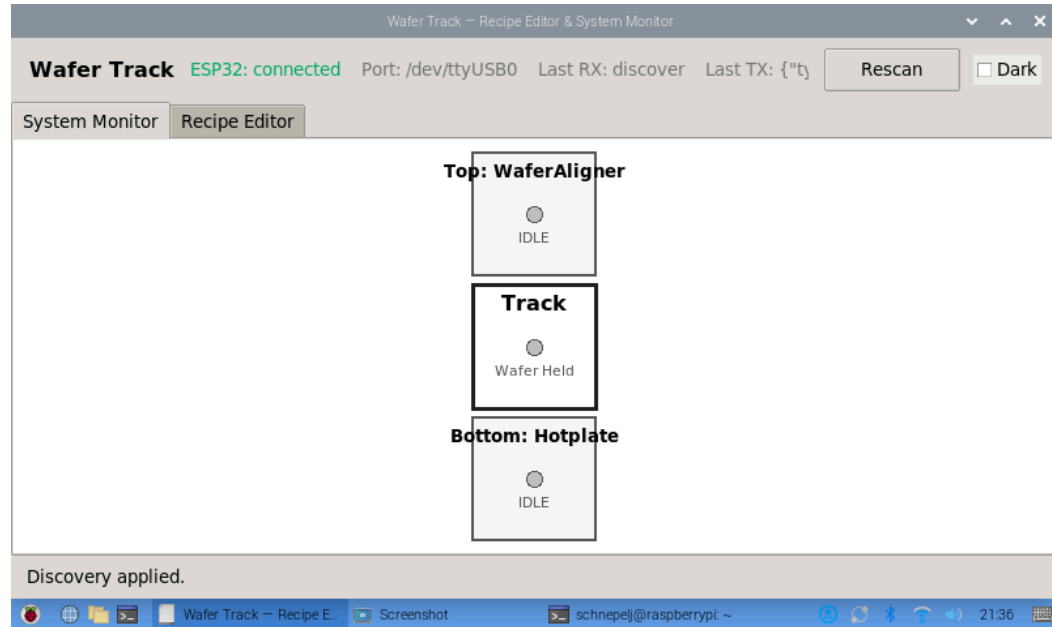 Wafer Track — Recipe Editor & System Monitor
Wafer Track ESP32: connected Port: /dev/ttyUSB0 Last RX: discover Last TX: {"ty Rescan Dark
System Monitor Recipe Editor
Top: WaferAligner
IDLE
Track
Wafer Held
Bottom: Hotplate
IDLE
Discovery applied.
Wafer Track — Recipe E.. Screenshot schnepelj@raspberrypi: ~ 21:36